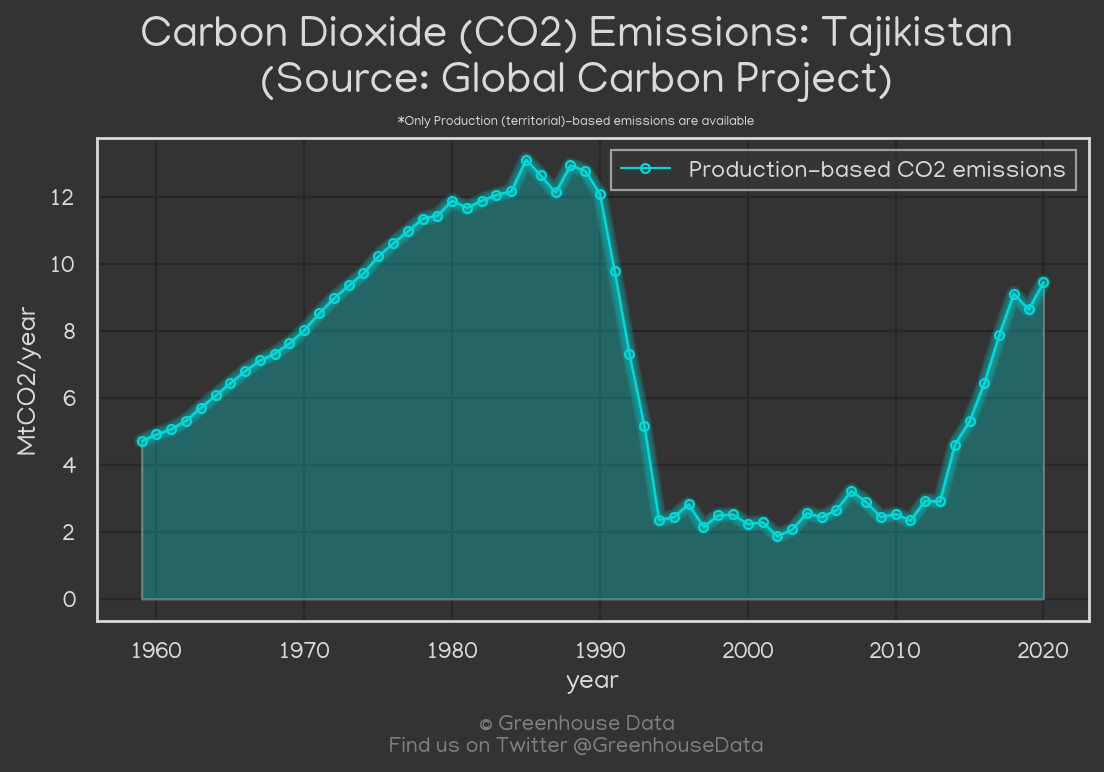 Carbon Dioxide (CO2) Emissions: Tajikistan
(Source: Global Carbon Project)
*Only Production (territorial)-based emissions are available
Production-based CO2 emissions
MtCO2/year
12
10
8
6
4
2
0
1960 1970 1980 1990 2000 2010 2020
year
© Greenhouse Data
Find us on Twitter @GreenhouseData